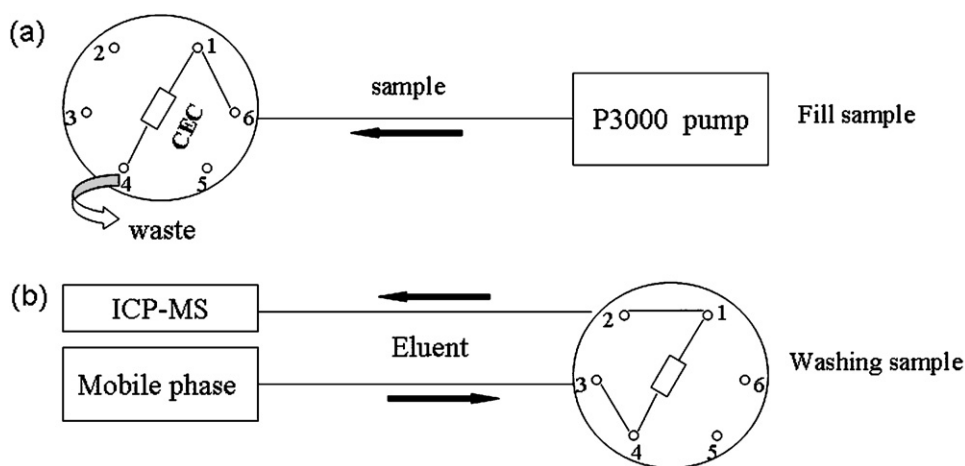 (a)
2
1
3
CEC
6
4
5
waste
sample
P3000 pump
Fill sample
(b)
ICP-MS
Eluent
Mobile phase
2
1
3
6
4
5
Washing sample